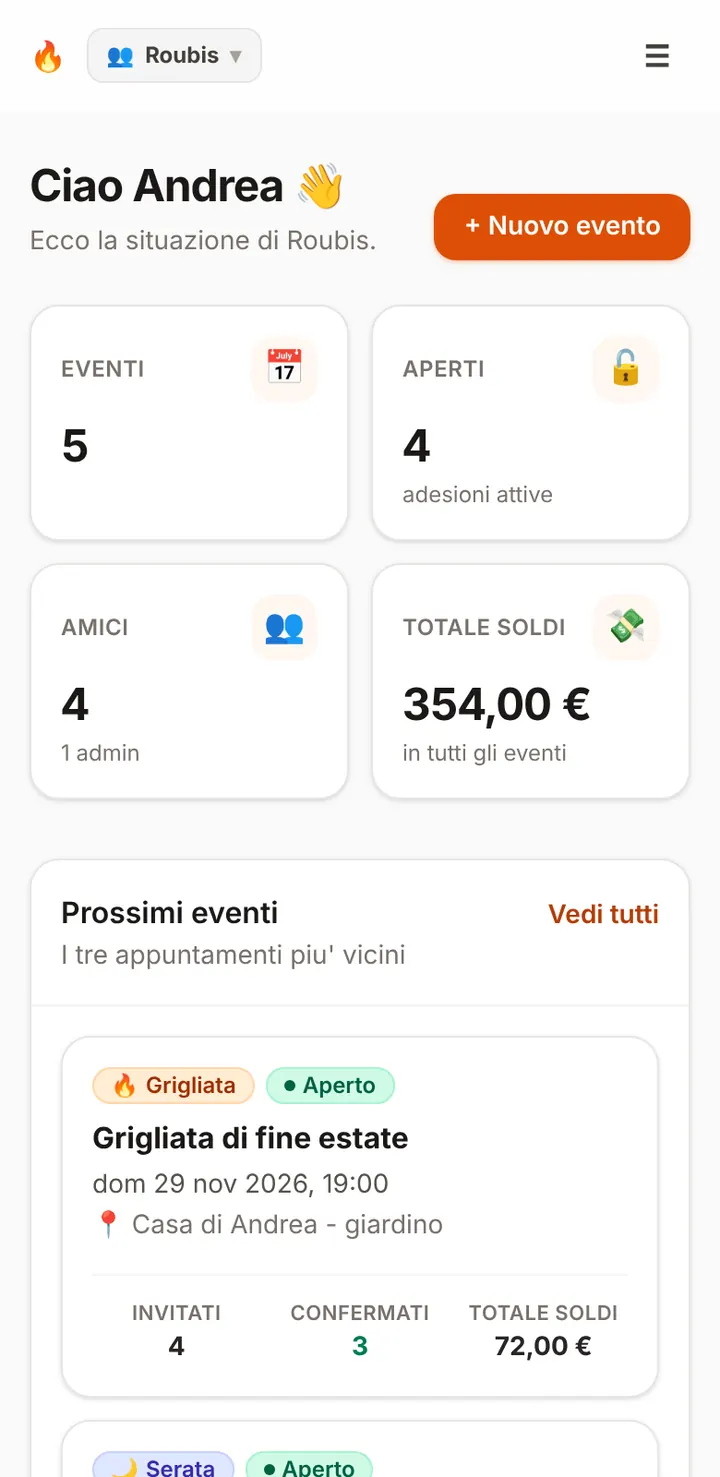 Roubis
Ciao Andrea 👋
Ecco la situazione di Roubis.
+ Nuovo evento
EVENTI
5
APERTI
4
adesioni attive
AMICI
4
1 admin
TOTALE SOLDI
354,00 €
in tutti gli eventi
Prossimi eventi
Vedi tutti
I tre appuntamenti piu' vicini
🔥 Grigliata
Aperto
Grigliata di fine estate
dom 29 nov 2026, 19:00
📍 Casa di Andrea - giardino
INVITATI
4
CONFERMATI
3
TOTALE SOLDI
72,00 €
🌙 Serata
Aperto